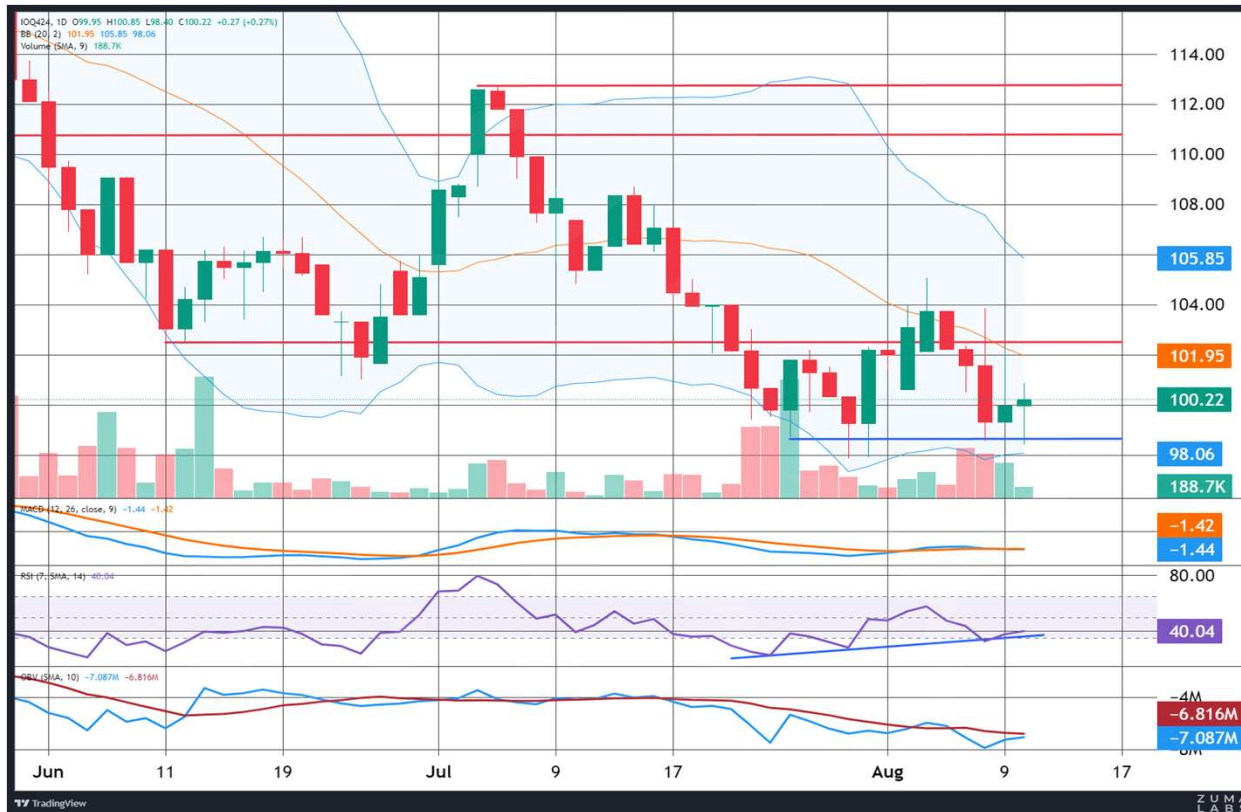 IOQ424, 1D O99.95 H100.85 L98.40 C100.22 +0.27 (+0.27%)
BB (20, 2) 101.95 105.85 98.06
Volume (SMA, 9) 188.7K
114.00
112.00
110.00
108.00
105.85
104.00
101.95
100.22
98.06
188.7K
MACD (12, 26, close, 9) −1.44 −1.42
−1.42
−1.44
RSI (7, SMA, 14) 40.04
80.00
40.04
OBV (SMA, 10) −7.087M −6.816M
−4M
−6.816M
−7.087M
Jun 11 19 Jul 9 17 Aug 9 17
TradingView